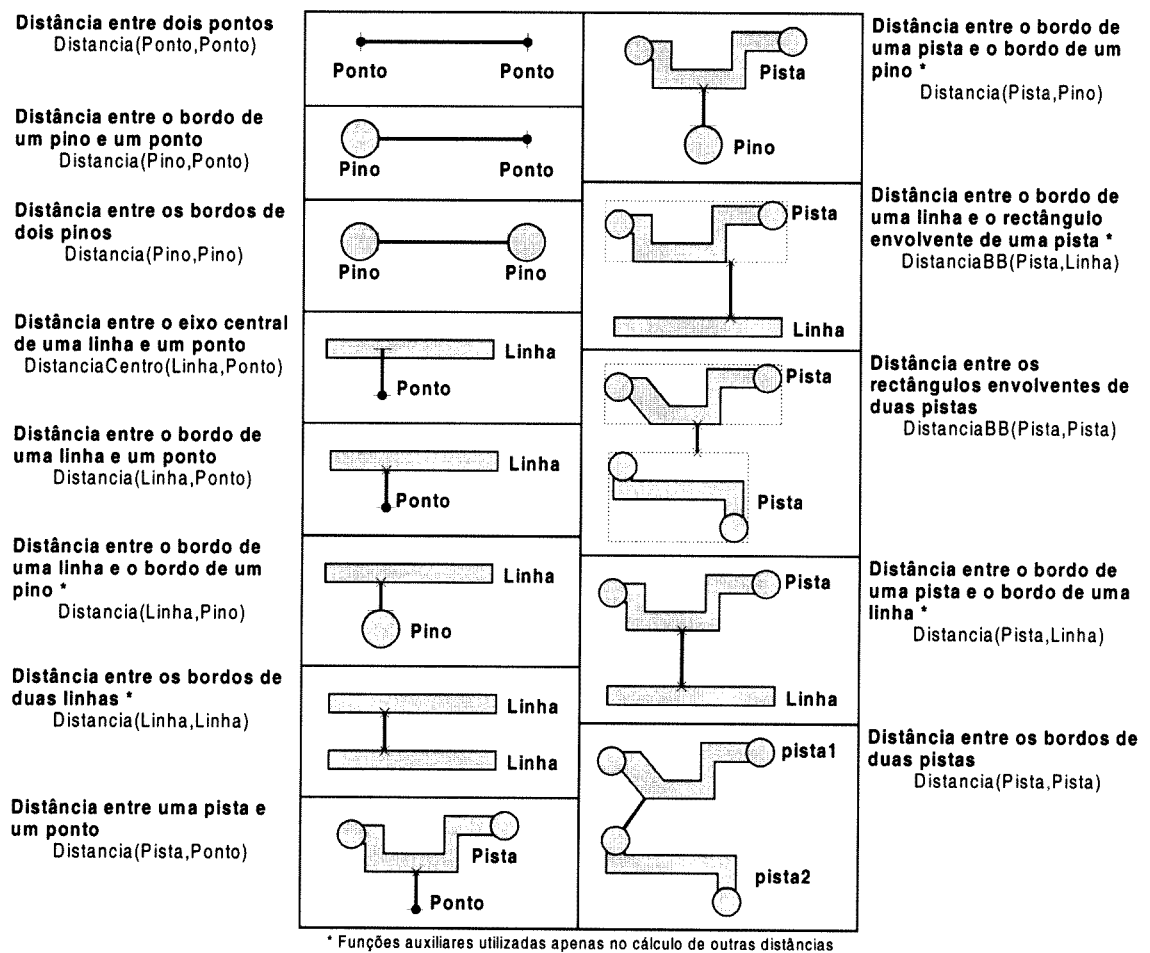 Distância entre dois pontos
Distancia(Ponto,Ponto)
Ponto
Ponto
Distância entre o bordo de
um pino e um ponto
Distancia(Pino,Ponto)
Pino
Ponto
Distância entre os bordos de
dois pinos
Distancia(Pino,Pino)
Pino
Pino
Distância entre o eixo central
de uma linha e um ponto
DistanciaCentro(Linha,Ponto)
Linha
Ponto
Distância entre o bordo de
uma linha e um ponto
Distancia(Linha,Ponto)
Linha
Ponto
Distância entre o bordo de
uma linha e o bordo de um
pino *
Distancia(Linha,Pino)
Linha
Pino
Distância entre os bordos de
duas linhas *
Distancia(Linha,Linha)
Linha
Linha
Distância entre uma pista e
um ponto
Distancia(Pista,Ponto)
Pista
Ponto
Pista
Pino
Distância entre o bordo de
uma pista e o bordo de um
pino *
Distancia(Pista,Pino)
Pista
Linha
Distância entre o bordo de
uma linha e o rectângulo
envolvente de uma pista *
DistanciaBB(Pista,Linha)
Pista
Pista
Distância entre os
rectângulos envolventes de
duas pistas
DistanciaBB(Pista,Pista)
Pista
Linha
Distância entre o bordo de
uma pista e o bordo de uma
linha *
Distancia(Pista,Linha)
pista1
pista2
Distância entre os bordos de
duas pistas
Distancia(Pista,Pista)
* Funções auxiliares utilizadas apenas no cálculo de outras distâncias